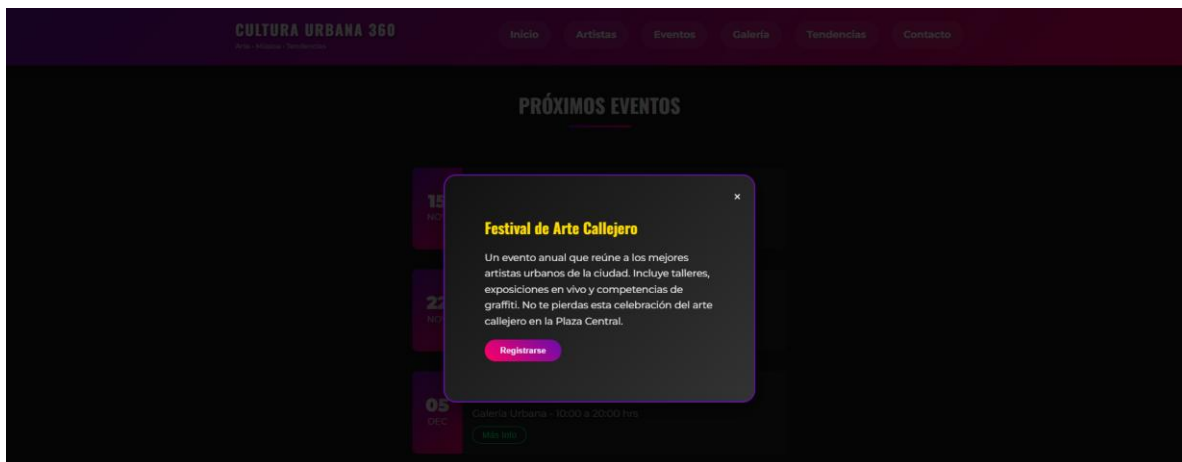 CULTURA URBANA 360
Arte • Música • Tendencias
Inicio Artistas Eventos Galería Tendencias Contacto
PRÓXIMOS EVENTOS
15
NOV
×
Festival de Arte Callejero
Un evento anual que reúne a los mejores
artistas urbanos de la ciudad. Incluye talleres,
exposiciones en vivo y competencias de
graffiti. No te pierdas esta celebración del arte
callejero en la Plaza Central.
Registrarse
22
NO
05
DEC
Galería Urbana - 10:00 a 20:00 hrs
Más Info